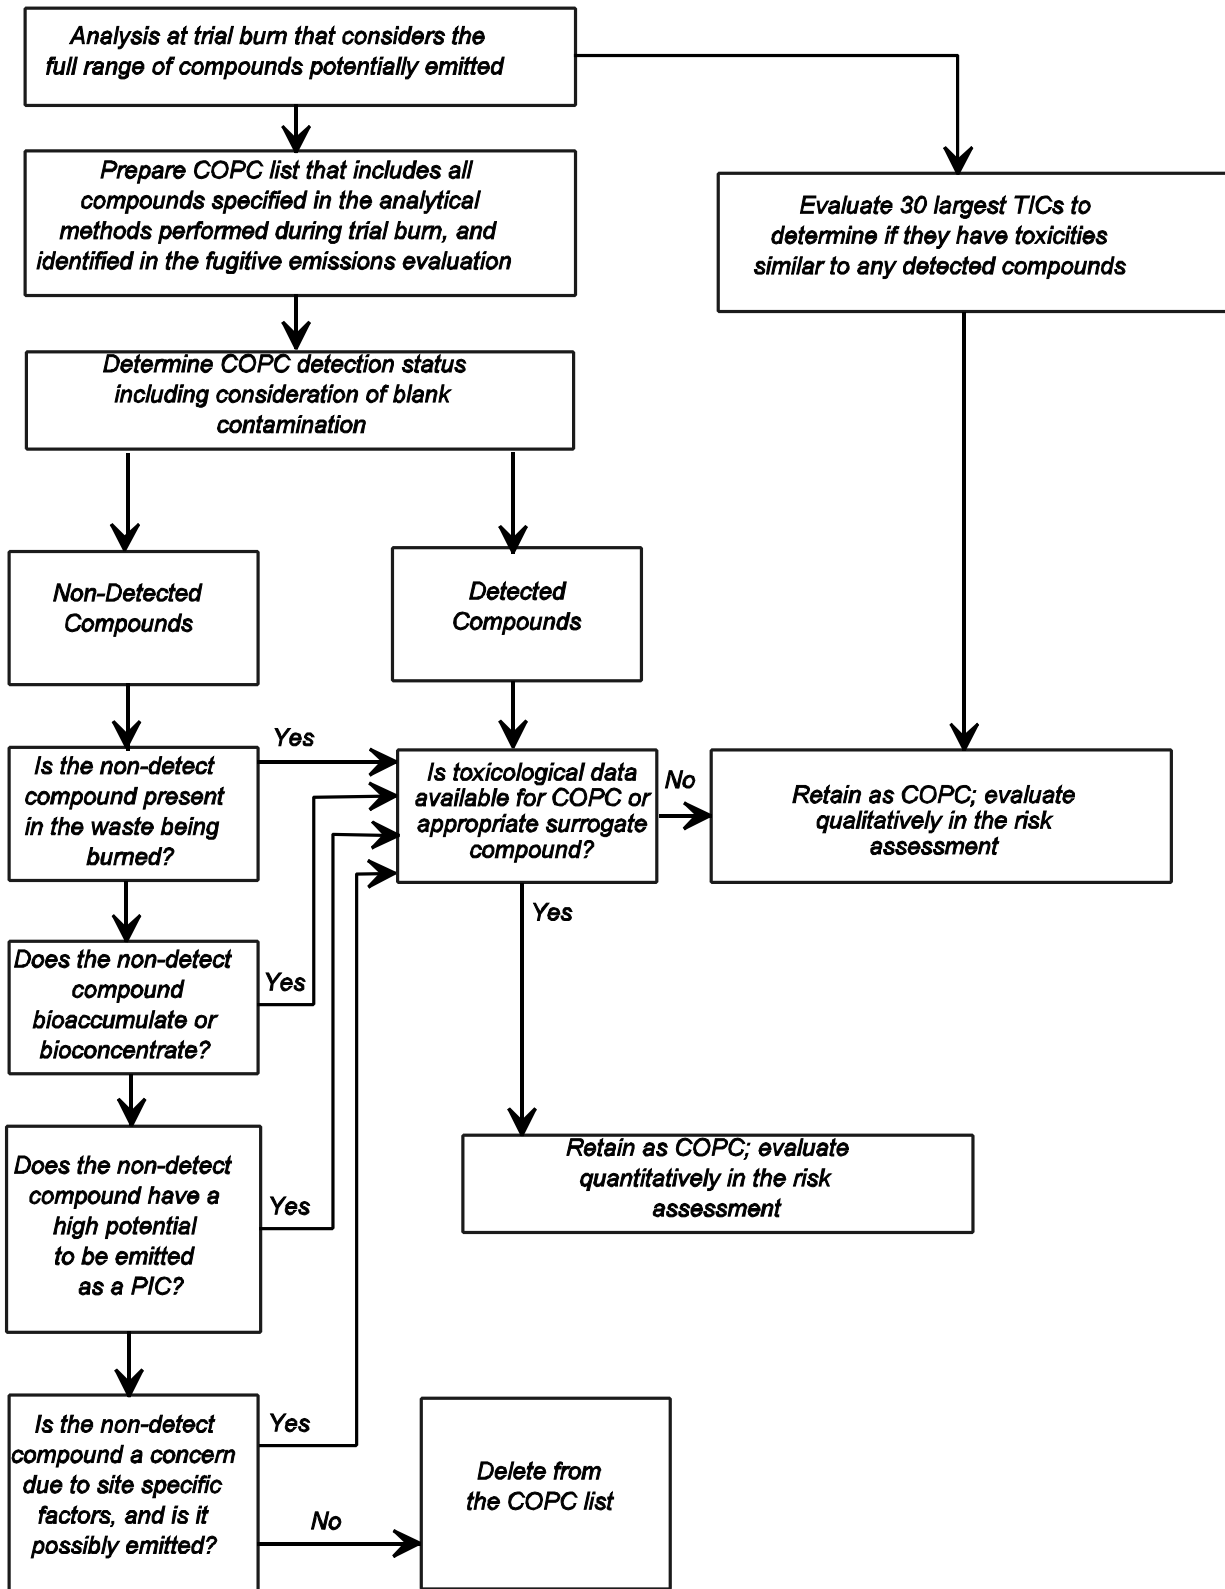 Analysis at trial burn that considers the
full range of compounds potentially emitted
Prepare COPC list that includes all
compounds specified in the analytical
methods performed during trial burn, and
identified in the fugitive emissions evaluation
Evaluate 30 largest TICs to
determine if they have toxicities
similar to any detected compounds
Determine COPC detection status
including consideration of blank
contamination
Non-Detected
Compounds
Detected
Compounds
Is the non-detect
compound present
in the waste being
burned?
Yes
Is toxicological data
available for COPC or
appropriate surrogate
compound?
No
Retain as COPC; evaluate
qualitatively in the risk
assessment
Yes
Does the non-detect
compound
bioaccumulate or
bioconcentrate?
Yes
Retain as COPC; evaluate
quantitatively in the risk
assessment
Does the non-detect
compound have a
high potential
to be emitted
as a PIC?
Yes
Is the non-detect
compound a concern
due to site specific
factors, and is it
possibly emitted?
Yes
No
Delete from
the COPC list